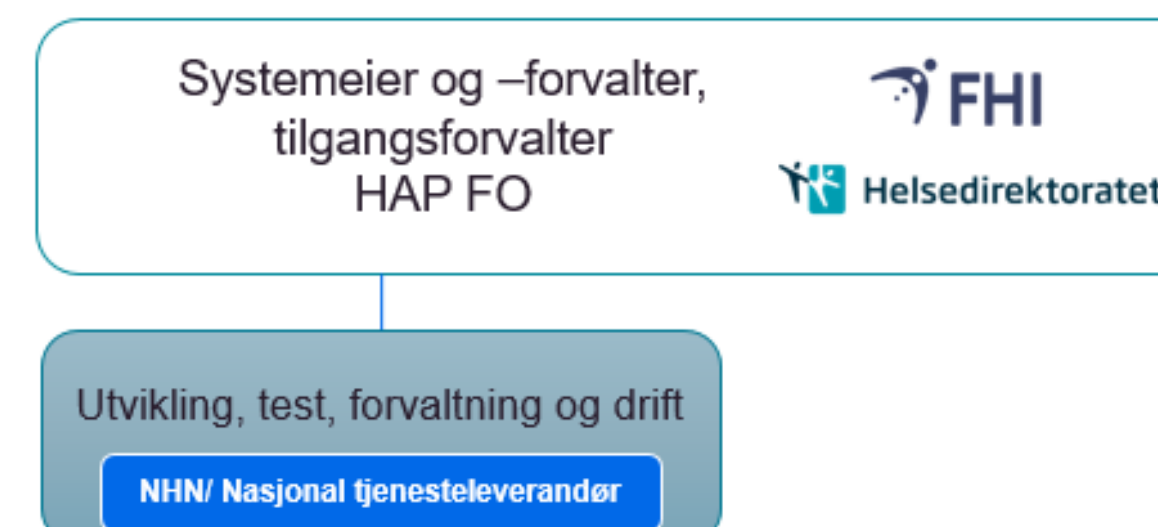 Systemeier og –forvalter,
tilgangsforvalter
HAP FO
FHI
Helsedirektoratet
Utvikling, test, forvaltning og drift
NHN/ Nasjonal tjenesteleverandør